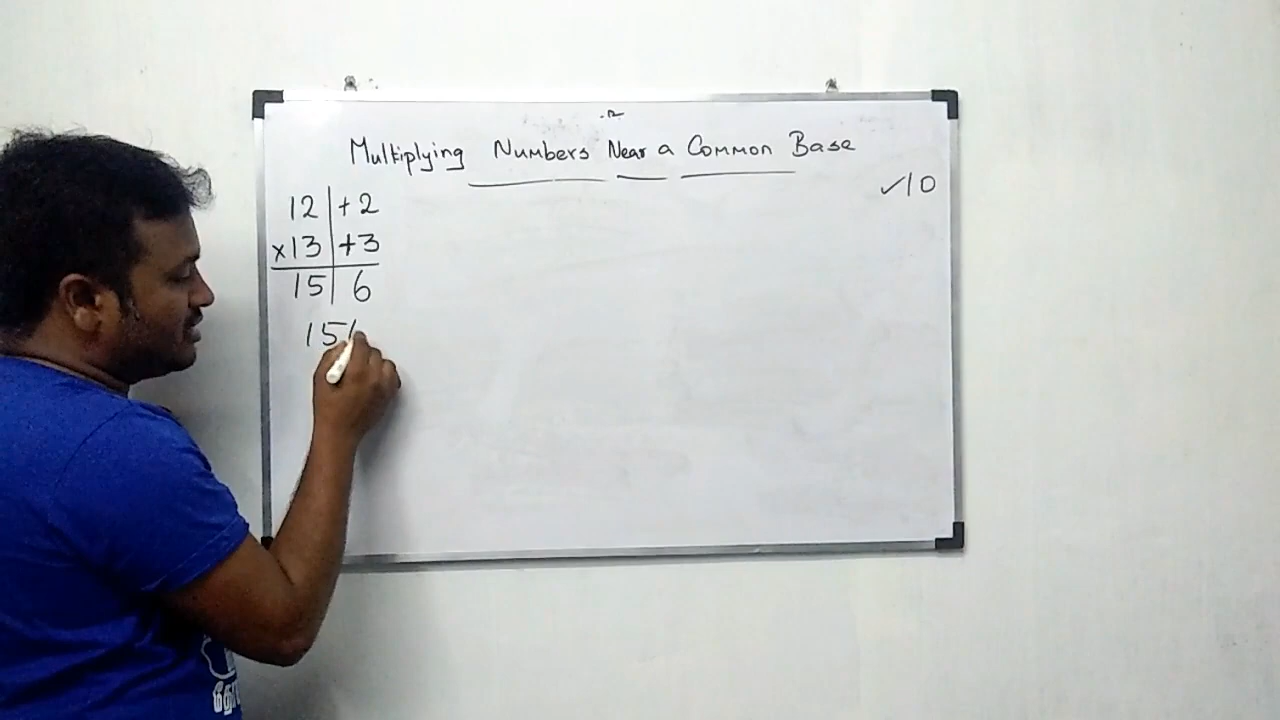 Multiplying Numbers Near a Common Base
✓10
12 | +2
×13 | +3
15 | 6
15